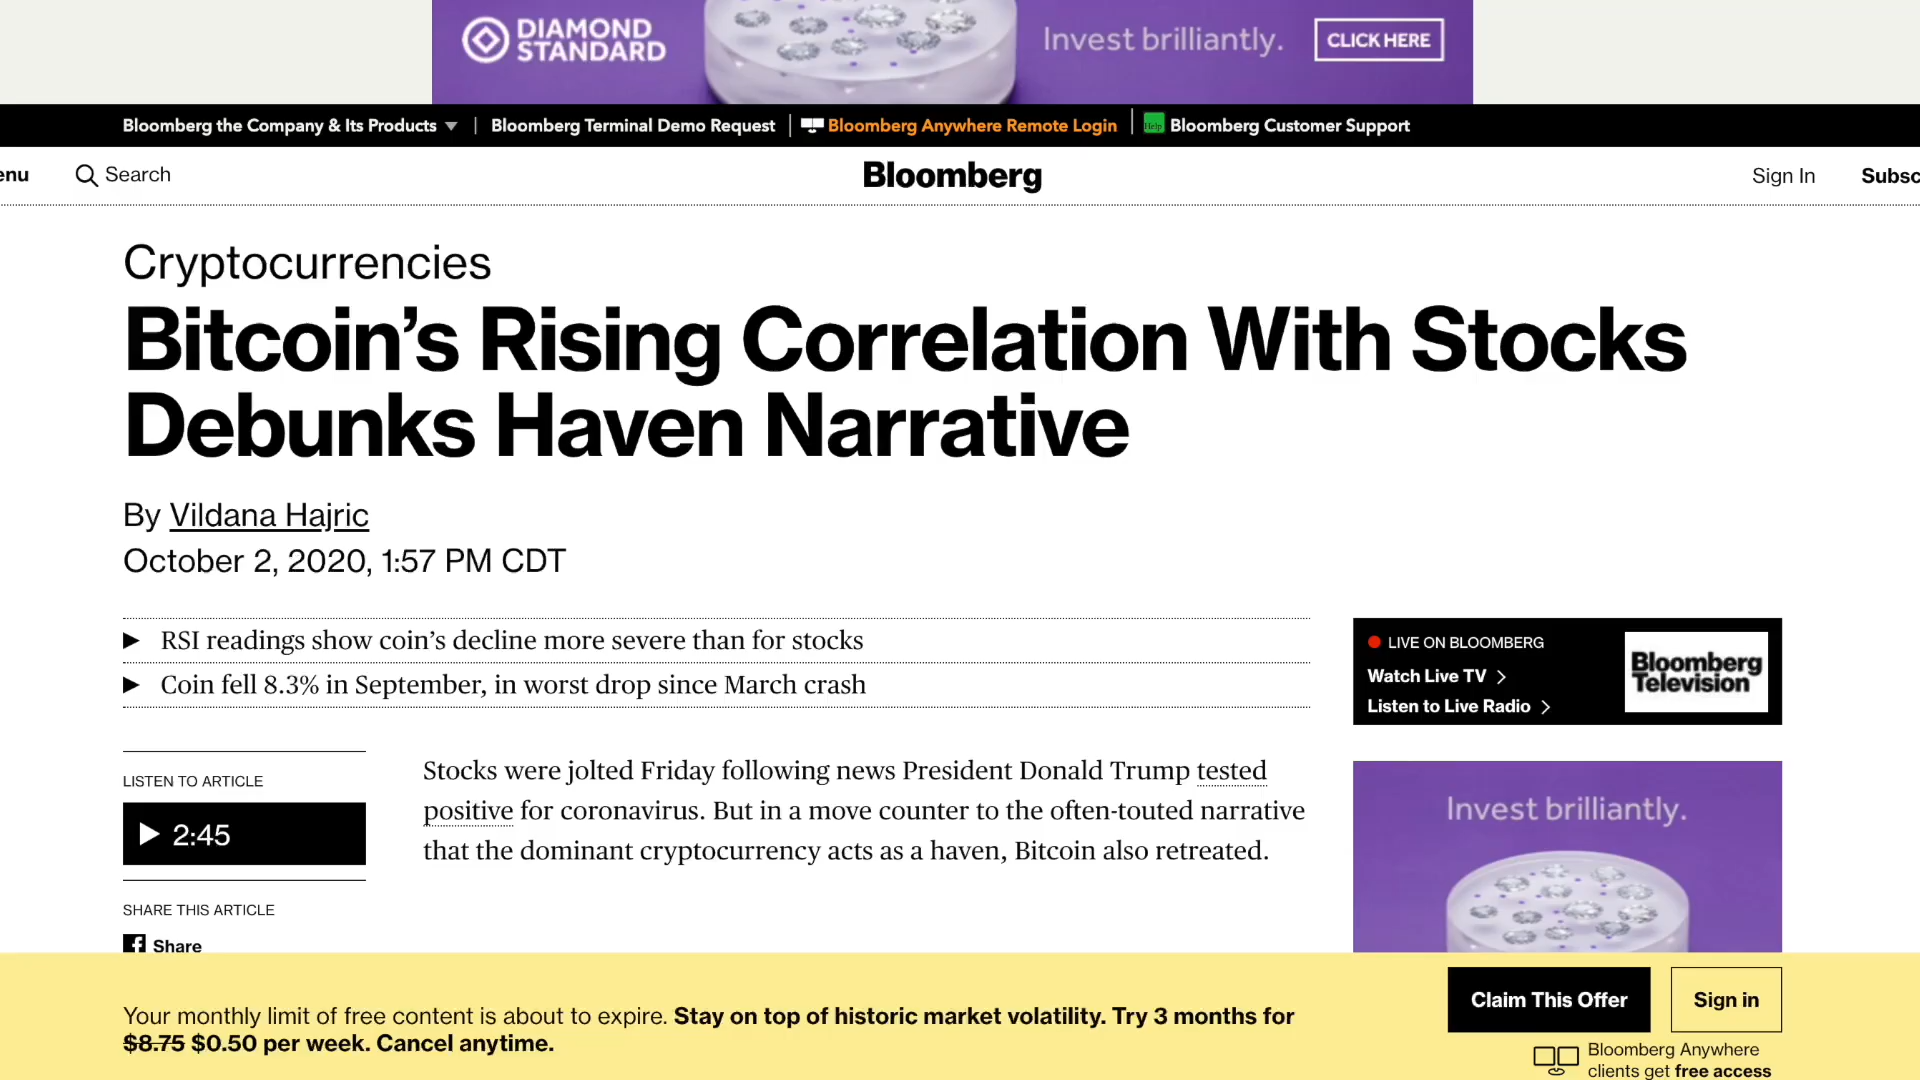 DIAMOND
STANDARD
Invest brilliantly.
CLICK HERE
Bloomberg the Company & Its Products
Bloomberg Terminal Demo Request
Bloomberg Anywhere Remote Login
Help
Bloomberg Customer Support
enu
Search
Bloomberg
Sign In
Subsc
Cryptocurrencies
Bitcoin’s Rising Correlation With Stocks
Debunks Haven Narrative
By Vildana Hajric
October 2, 2020, 1:57 PM CDT
RSI readings show coin’s decline more severe than for stocks
Coin fell 8.3% in September, in worst drop since March crash
LIVE ON BLOOMBERG
Watch Live TV
Listen to Live Radio
Bloomberg
Television
LISTEN TO ARTICLE
2:45
SHARE THIS ARTICLE
Share
Stocks were jolted Friday following news President Donald Trump tested
positive for coronavirus. But in a move counter to the often-touted narrative
that the dominant cryptocurrency acts as a haven, Bitcoin also retreated.
Invest brilliantly.
Your monthly limit of free content is about to expire. Stay on top of historic market volatility. Try 3 months for
$8.75 $0.50 per week. Cancel anytime.
Claim This Offer
Sign in
Bloomberg Anywhere
clients get free access